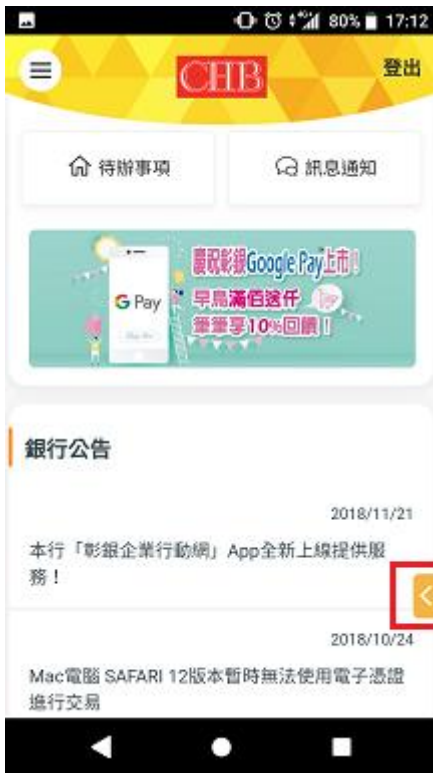 80% 17:12
CHB 登出
待辦事項 訊息通知
慶祝彰銀Google Pay上市!
G Pay
早鳥滿佰送仟
筆筆享10%回饋!
銀行公告
2018/11/21
本行「彰銀企業行動網」App全新上線提供服
務！
2018/10/24
Mac電腦 SAFARI 12版本暫時無法使用電子憑證
進行交易